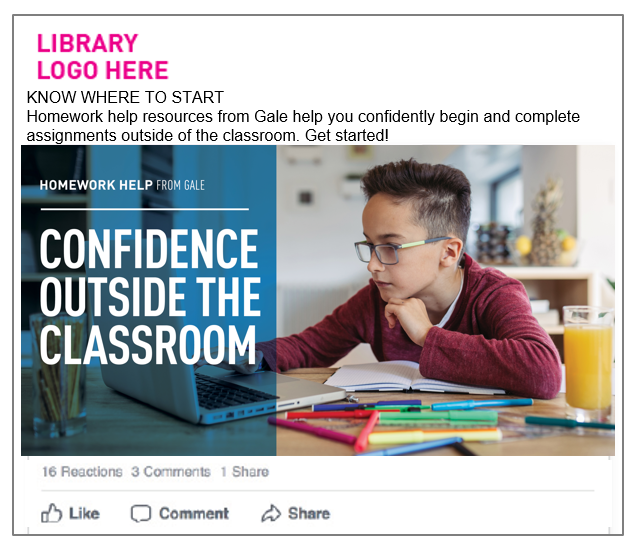 LIBRARY
LOGO HERE
KNOW WHERE TO START
Homework help resources from Gale help you confidently begin and complete
assignments outside of the classroom. Get started!
HOMEWORK HELP FROM GALE
CONFIDENCE
OUTSIDE THE
CLASSROOM
16 Reactions 3 Comments 1 Share
Like Comment Share